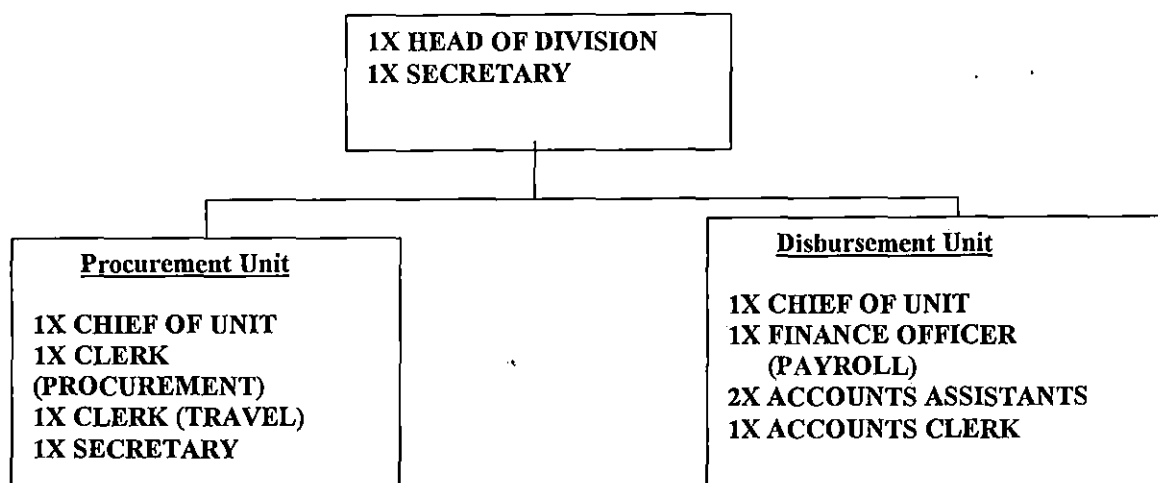 1X HEAD OF DIVISION
1X SECRETARY
Procurement Unit
1X CHIEF OF UNIT
1X CLERK
(PROCUREMENT)
1X CLERK (TRAVEL)
1X SECRETARY
Disbursement Unit
1X CHIEF OF UNIT
1X FINANCE OFFICER
(PAYROLL)
2X ACCOUNTS ASSISTANTS
1X ACCOUNTS CLERK